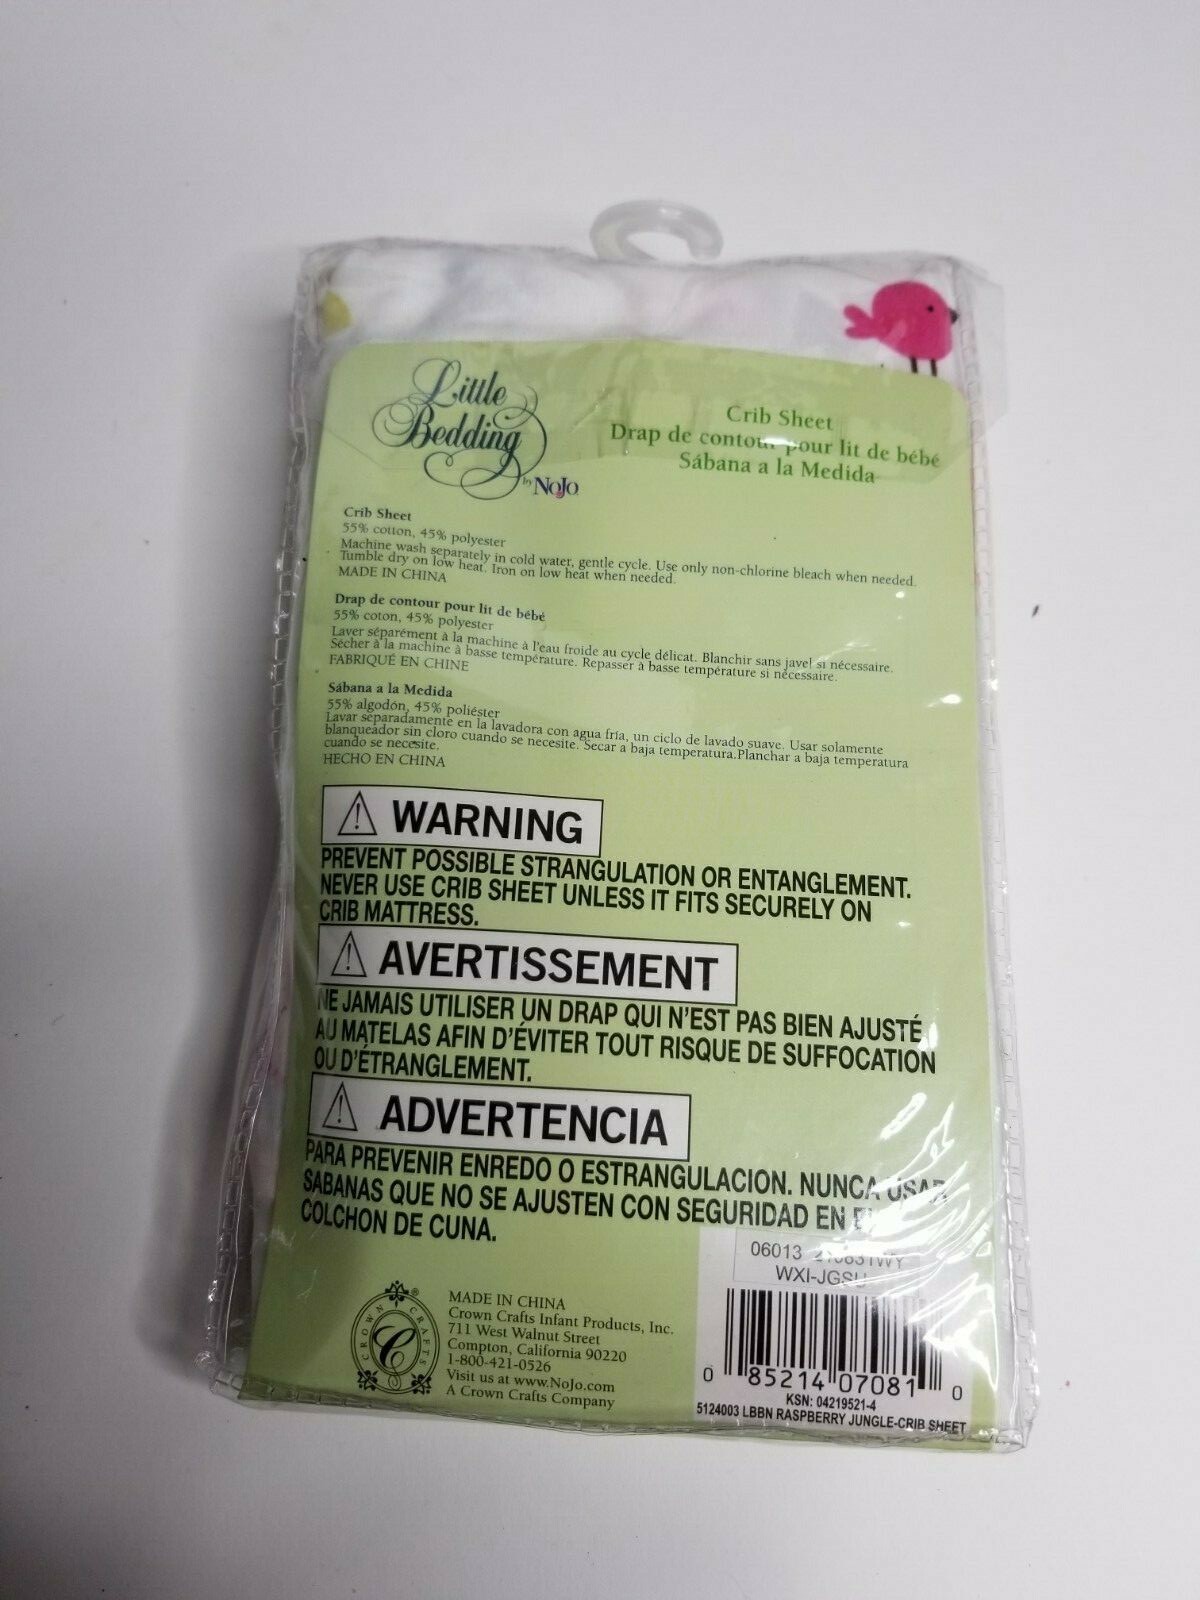 Little
Bedding
by NoJo
Crib Sheet
Drap de contour pour lit de bébé
Sábana a la Medida
Crib Sheet
55% cotton, 45% polyester
Machine wash separately in cold water, gentle cycle. Use only non-chlorine bleach when needed.
Tumble dry on low heat. Iron on low heat when needed.
MADE IN CHINA
Drap de contour pour lit de bébé
55% coton, 45% polyester
Laver séparément à la machine à l'eau froide au cycle délicat. Blanchir sans javel si nécessaire.
Sécher à la machine à basse température. Repasser à basse température si nécessaire.
FABRIQUÉ EN CHINE
Sábana a la Medida
55% algodón, 45% poliéster
Lavar separadamente en la lavadora con agua fría, un ciclo de lavado suave. Usar solamente
blanqueador sin cloro cuando se necesite. Secar a baja temperatura.Planchar a baja temperatura
cuando se necesite.
HECHO EN CHINA
WARNING
PREVENT POSSIBLE STRANGULATION OR ENTANGLEMENT.
NEVER USE CRIB SHEET UNLESS IT FITS SECURELY ON
CRIB MATTRESS.
AVERTISSEMENT
NE JAMAIS UTILISER UN DRAP QUI N'EST PAS BIEN AJUSTÉ
AU MATELAS AFIN D'ÉVITER TOUT RISQUE DE SUFFOCATION
OU D'ÉTRANGLEMENT.
ADVERTENCIA
PARA PREVENIR ENREDO O ESTRANGULACION. NUNCA USAR
SABANAS QUE NO SE AJUSTEN CON SEGURIDAD EN
COLCHON DE CUNA.
06013
WXI-JGSU
CROWN CRAFTS
C
®
MADE IN CHINA
Crown Crafts Infant Products, Inc.
711 West Walnut Street
Compton, California 90220
1-800-421-0526
Visit us at www.NoJo.com
A Crown Crafts Company
0 85214 07081 0
KSN: 04219521-4
5124003 LBBN RASPBERRY JUNGLE-CRIB SHEET